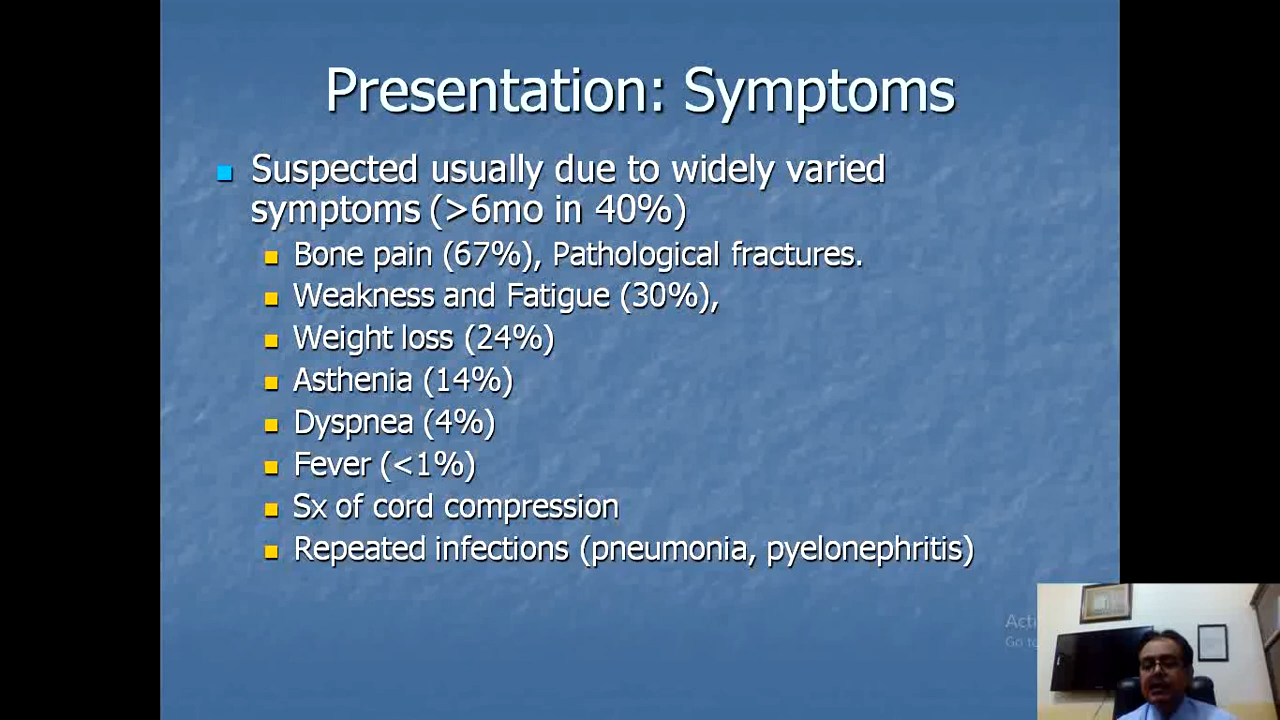 Presentation: Symptoms
Suspected usually due to widely varied
symptoms (>6mo in 40%)
Bone pain (67%), Pathological fractures.
Weakness and Fatigue (30%),
Weight loss (24%)
Asthenia (14%)
Dyspnea (4%)
Fever (<1%)
Sx of cord compression
Repeated infections (pneumonia, pyelonephritis)
Go